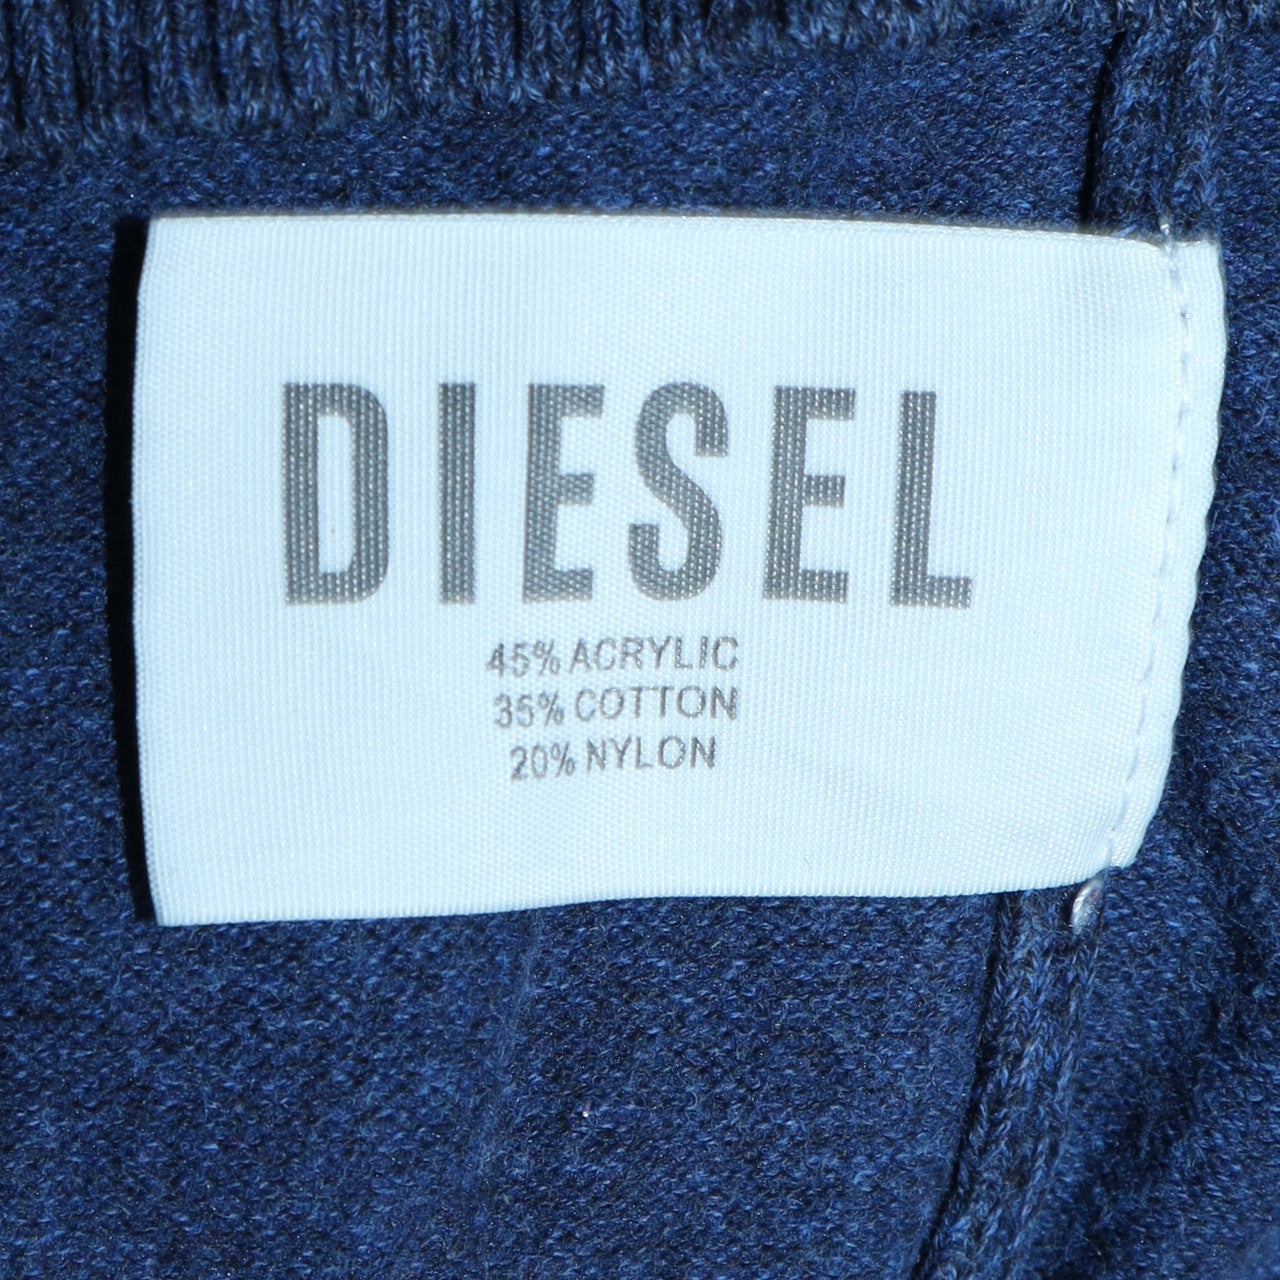 DIESEL
45% ACRYLIC
35% COTTON
20% NYLON